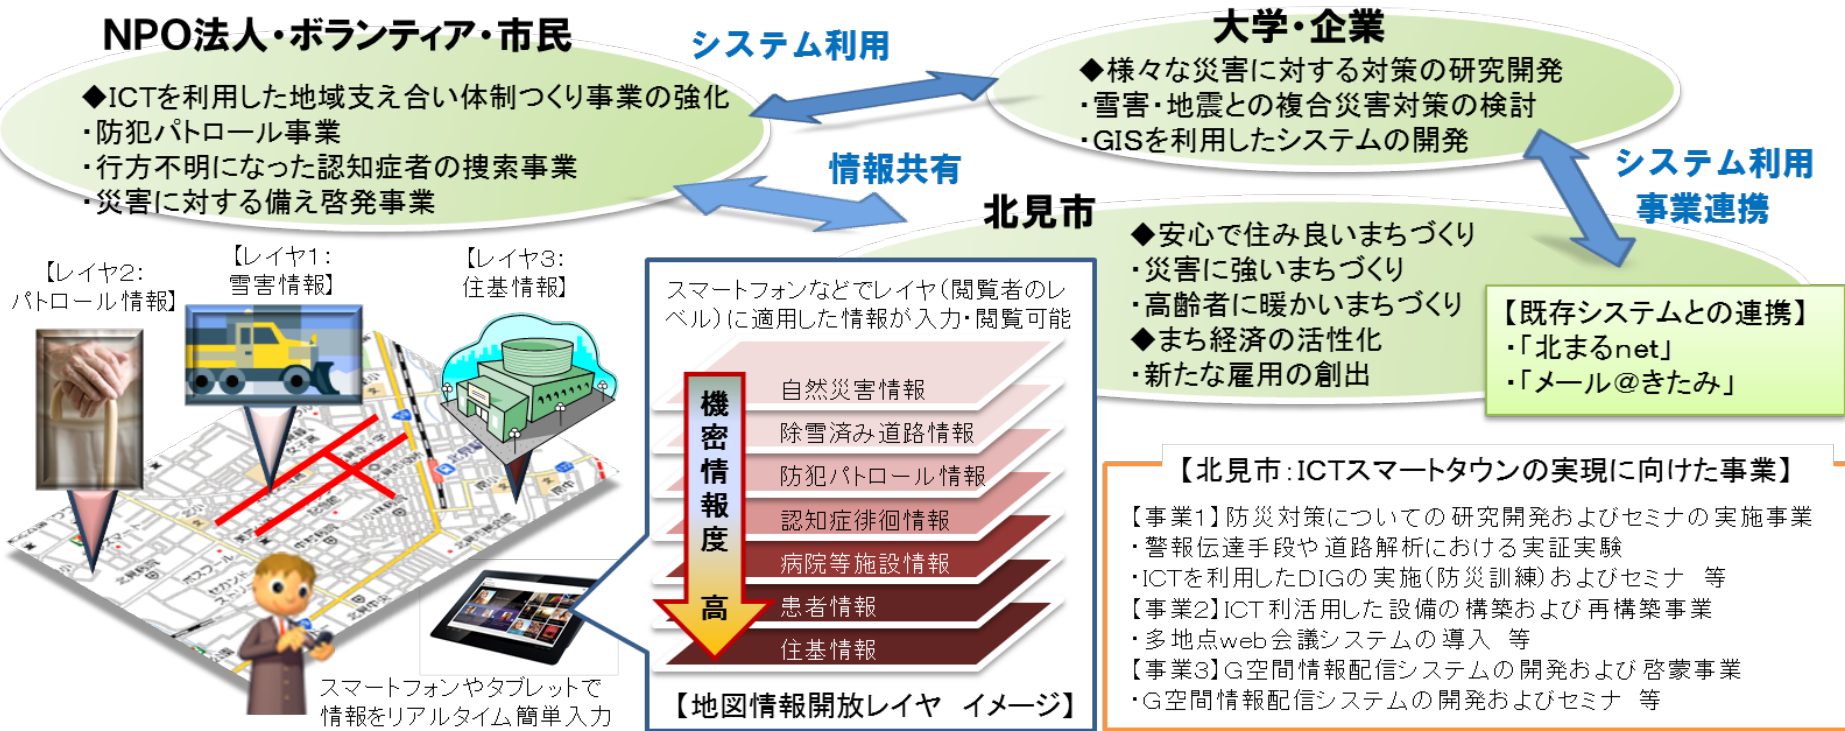 NPO法人・ボランティア・市民
◆ICTを利用した地域支え合い体制つくり事業の強化
・防犯パトロール事業
・行方不明になった認知症者の捜索事業
・災害に対する備え啓発事業
システム利用
大学・企業
◆様々な災害に対する対策の研究開発
・雪害・地震との複合災害対策の検討
・GISを利用したシステムの開発
情報共有
システム利用
事業連携
北見市
◆安心で住み良いまちづくり
・災害に強いまちづくり
・高齢者に暖かいまちづくり
◆まち経済の活性化
・新たな雇用の創出
【既存システムとの連携】
・「北まるnet」
・「メール@きたみ」
【レイヤ2:
パトロール情報】
【レイヤ1:
雪害情報】
【レイヤ3:
住基情報】
スマートフォンやタブレットで
情報をリアルタイム簡単入力
スマートフォンなどでレイヤ(閲覧者のレ
ベル)に適用した情報が入力・閲覧可能
機密情報度 高
自然災害情報
除雪済み道路情報
防犯パトロール情報
認知症徘徊情報
病院等施設情報
患者情報
住基情報
【地図情報開放レイヤ イメージ】
【北見市:ICTスマートタウンの実現に向けた事業】
【事業1】防災対策についての研究開発およびセミナの実施事業
・警報伝達手段や道路解析における実証実験
・ICTを利用したDIGの実施(防災訓練)およびセミナ 等
【事業2】ICT利活用した設備の構築および再構築事業
・多地点web会議システムの導入 等
【事業3】G空間情報配信システムの開発および啓蒙事業
・G空間情報配信システムの開発およびセミナ 等